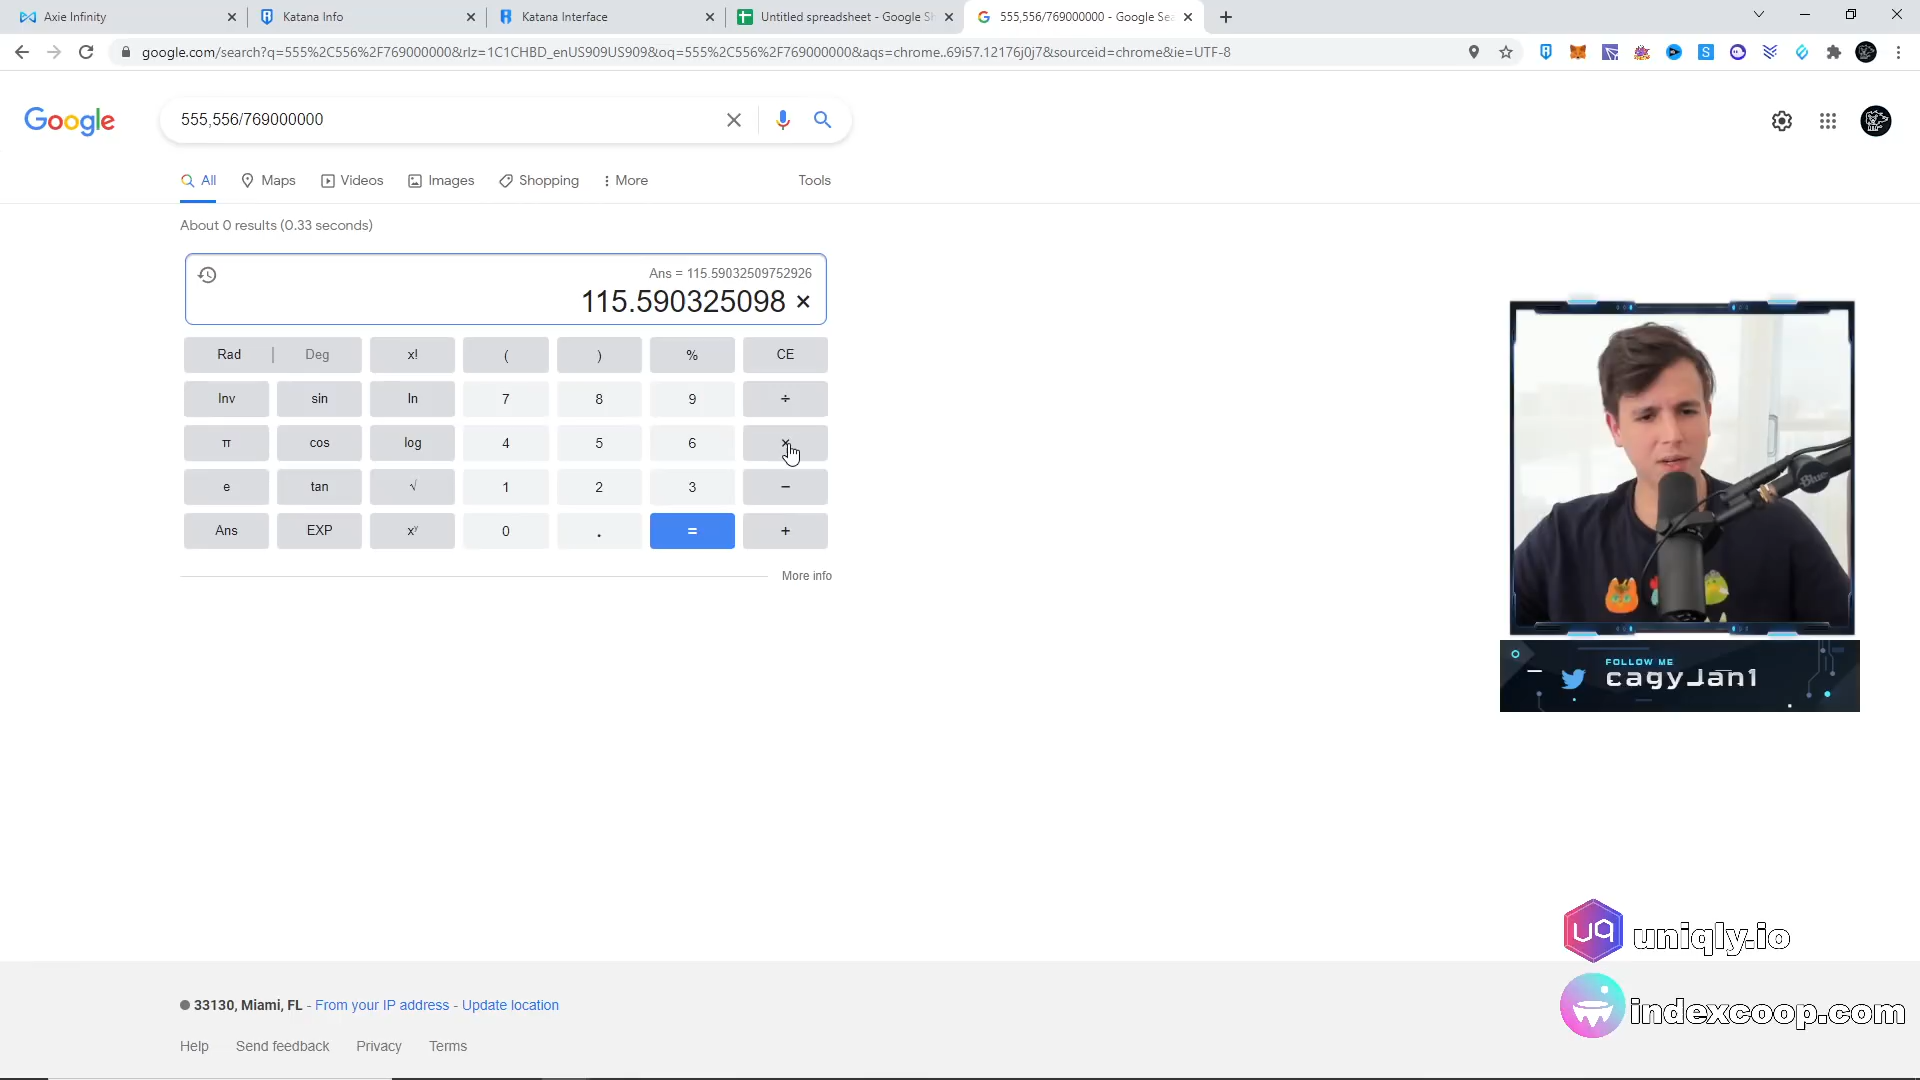 Axie Infinity
Katana Info
Katana Interface
Untitled spreadsheet - Google Sh
555,556/769000000 - Google Sea
google.com/search?q=555%2C556%2F769000000&rlz=1C1CHBD_enUS909US909&oq=555%2C556%2F769000000&aqs=chrome..69i57.12176j0j7&sourceid=chrome&ie=UTF-8
Google
555,556/769000000
All
Maps
Videos
Images
Shopping
More
Tools
About 0 results (0.33 seconds)
Ans = 115.59032509752926
115.590325098 ×
Rad | Deg
x!
(
)
%
CE
Inv
sin
ln
7
8
9
÷
π
cos
log
4
5
6
×
e
tan
√
1
2
3
−
Ans
EXP
xʸ
0
.
=
+
More info
Blue
FOLLOW ME
cagyJan1
uq
uniqly.io
indexcoop.com
33130, Miami, FL - From your IP address - Update location
Help
Send feedback
Privacy
Terms